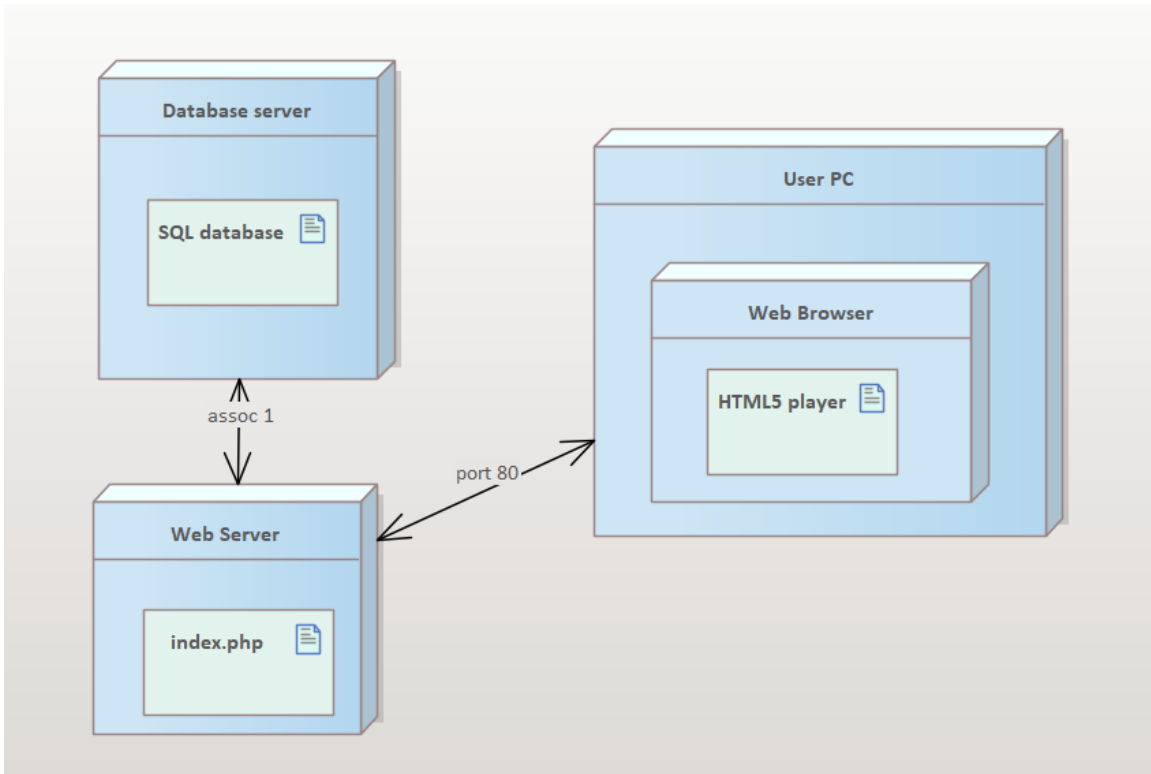 Database server
SQL database
assoc 1
Web Server
index.php
port 80
User PC
Web Browser
HTML5 player